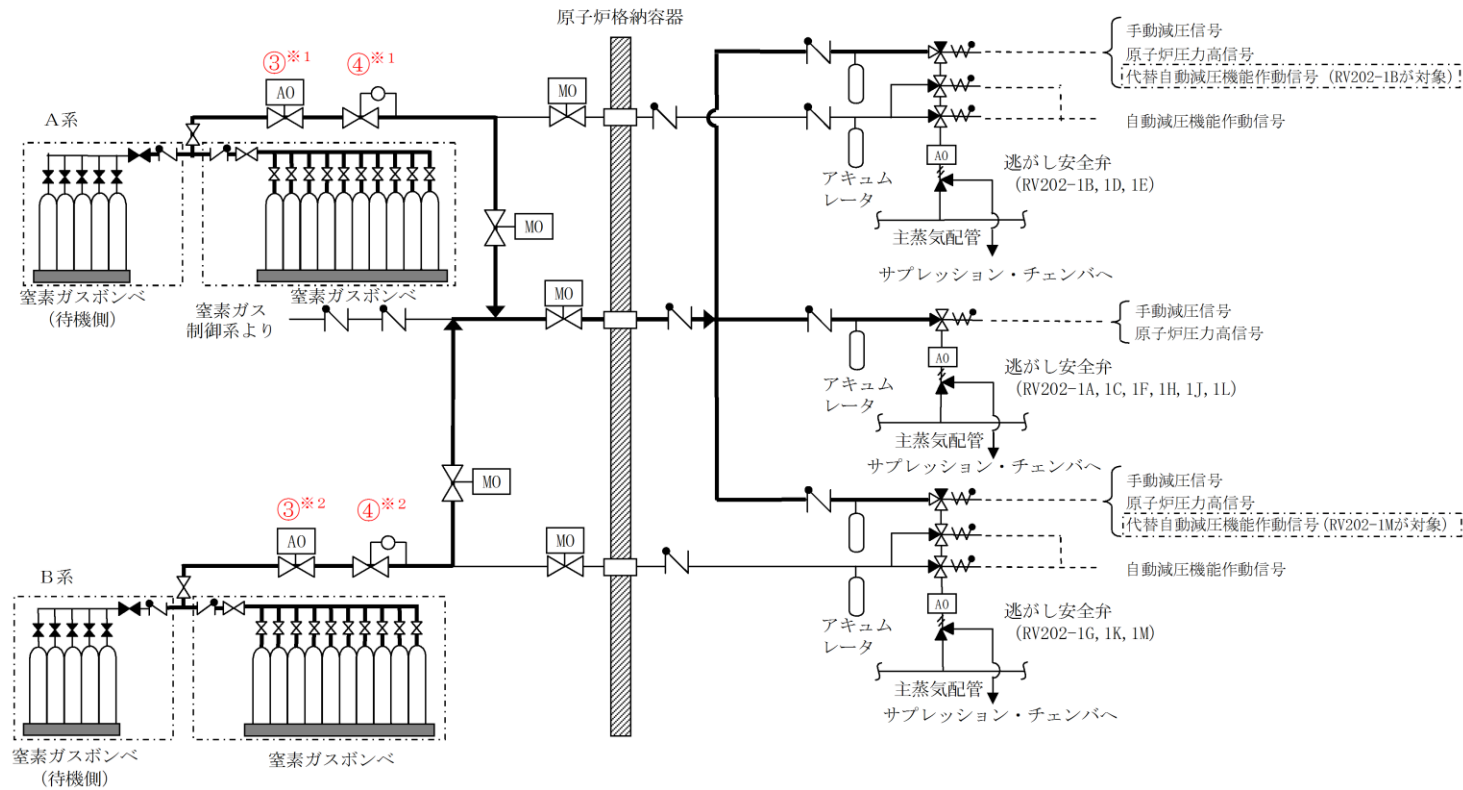 原子炉格納容器
手動減圧信号
原子炉圧力高信号
代替自動減圧機能作動信号 (RV202-1Bが対象)
自動減圧機能作動信号
③※1
④※1
AO
MO
A系
アキュム
レータ
AO
逃がし安全弁
(RV202-1B, 1D, 1E)
主蒸気配管
サプレッション・チェンバへ
MO
窒素ガスボンベ
(待機側)
窒素ガスボンベ
窒素ガス
制御系より
MO
手動減圧信号
原子炉圧力高信号
アキュム
レータ
AO
逃がし安全弁
(RV202-1A, 1C, 1F, 1H, 1J, 1L)
主蒸気配管
サプレッション・チェンバへ
MO
手動減圧信号
原子炉圧力高信号
代替自動減圧機能作動信号 (RV202-1Mが対象)
自動減圧機能作動信号
③※2
④※2
AO
MO
B系
アキュム
レータ
AO
逃がし安全弁
(RV202-1G, 1K, 1M)
主蒸気配管
サプレッション・チェンバへ
窒素ガスボンベ
(待機側)
窒素ガスボンベ